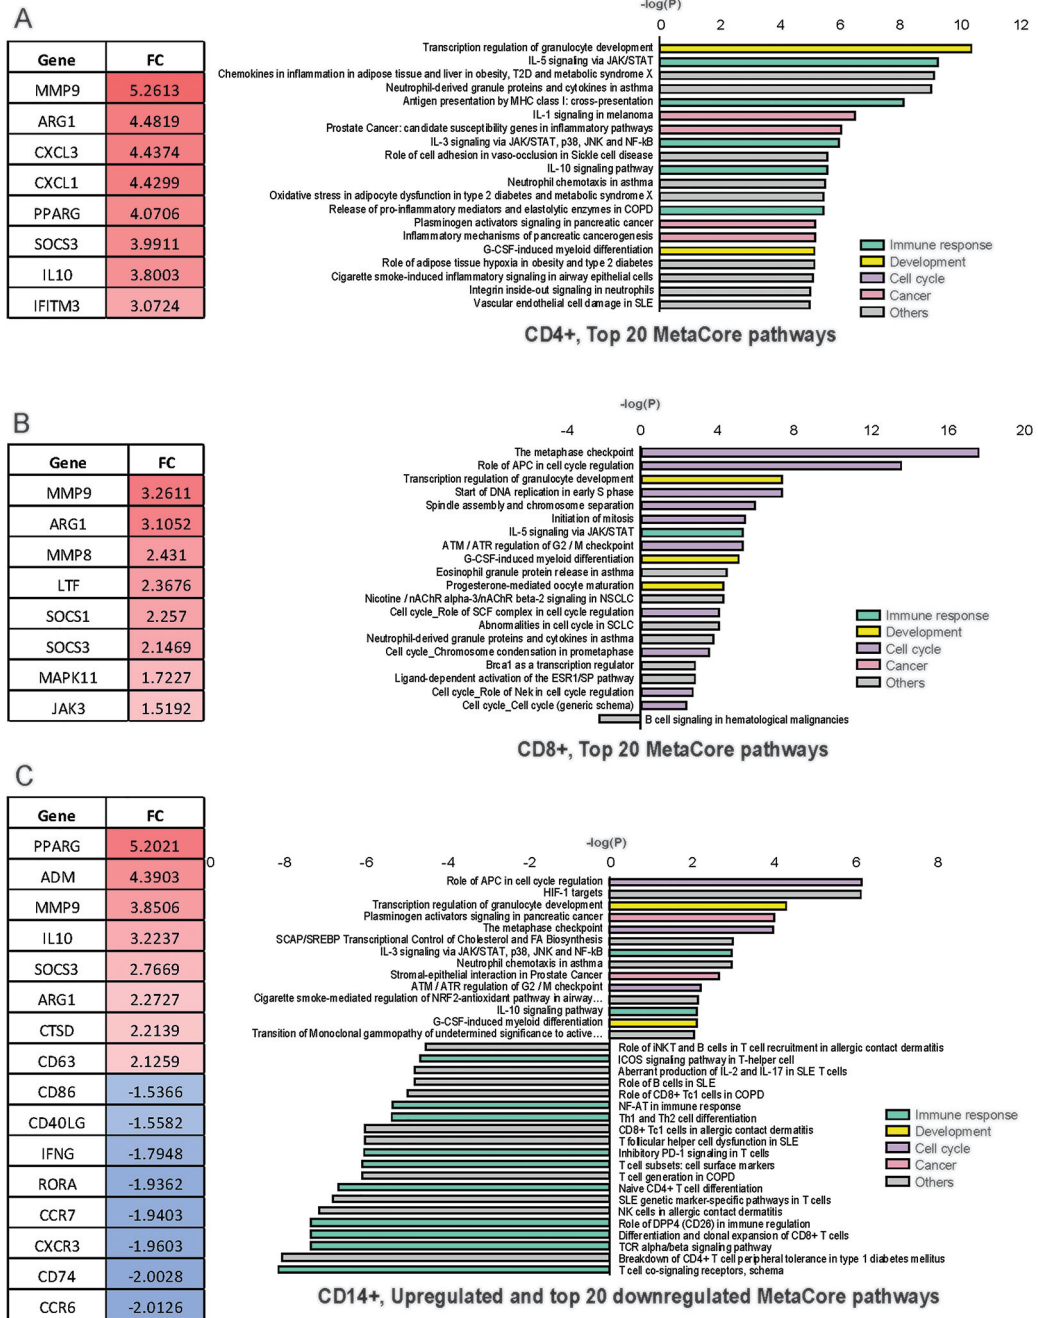 A
Gene FC
MMP9 5.2613
ARG1 4.4819
CXCL3 4.4374
CXCL1 4.4299
PPARG 4.0706
SOCS3 3.9911
IL10 3.8003
IFITM3 3.0724
-log(P)
0 2 4 6 8 10 12
Transcription regulation of granulocyte development
IL-5 signaling via JAK/STAT
Chemokines in inflammation in adipose tissue and liver in obesity, T2D and metabolic syndrome X
Neutrophil-derived granule proteins and cytokines in asthma
Antigen presentation by MHC class I: cross-presentation
IL-1 signaling in melanoma
Prostate Cancer: candidate susceptibility genes in inflammatory pathways
IL-3 signaling via JAK/STAT, p38, JNK and NF-kB
Role of cell adhesion in vaso-occlusion in Sickle cell disease
IL-10 signaling pathway
Neutrophil chemotaxis in asthma
Oxidative stress in adipocyte dysfunction in type 2 diabetes and metabolic syndrome X
Release of pro-inflammatory mediators and elastolytic enzymes in COPD
Plasminogen activators signaling in pancreatic cancer
Inflammatory mechanisms of pancreatic cancerogenesis
G-CSF-induced myeloid differentiation
Role of adipose tissue hypoxia in obesity and type 2 diabetes
Cigarette smoke-induced inflammatory signaling in airway epithelial cells
Integrin inside-out signaling in neutrophils
Vascular endothelial cell damage in SLE
Immune response
Development
Cell cycle
Cancer
Others
CD4+, Top 20 MetaCore pathways
B
Gene FC
MMP9 3.2611
ARG1 3.1052
MMP8 2.431
LTF 2.3676
SOCS1 2.257
SOCS3 2.1469
MAPK11 1.7227
JAK3 1.5192
-log(P)
-4 0 4 8 12 16 20
The metaphase checkpoint
Role of APC in cell cycle regulation
Transcription regulation of granulocyte development
Start of DNA replication in early S phase
Spindle assembly and chromosome separation
Initiation of mitosis
IL-5 signaling via JAK/STAT
ATM / ATR regulation of G2 / M checkpoint
G-CSF-induced myeloid differentiation
Eosinophil granule protein release in asthma
Progesterone-mediated oocyte maturation
Nicotine / nAChR alpha-3/nAChR beta-2 signaling in NSCLC
Cell cycle_Role of SCF complex in cell cycle regulation
Abnormalities in cell cycle in SCLC
Neutrophil-derived granule proteins and cytokines in asthma
Cell cycle_Chromosome condensation in prometaphase
Brca1 as a transcription regulator
Ligand-dependent activation of the ESR1/SP pathway
Cell cycle_Role of Nek in cell cycle regulation
Cell cycle_Cell cycle (generic schema)
B cell signaling in hematological malignancies
Immune response
Development
Cell cycle
Cancer
Others
CD8+, Top 20 MetaCore pathways
C
Gene FC
PPARG 5.2021
ADM 4.3903
MMP9 3.8506
IL10 3.2237
SOCS3 2.7669
ARG1 2.2727
CTSD 2.2139
CD63 2.1259
CD86 -1.5366
CD40LG -1.5582
IFNG -1.7948
RORA -1.9362
CCR7 -1.9403
CXCR3 -1.9603
CD74 -2.0028
CCR6 -2.0126
-log(P)
0 -8 -6 -4 -2 0 2 4 6 8
Role of APC in cell cycle regulation
HIF-1 targets
Transcription regulation of granulocyte development
Plasminogen activators signaling in pancreatic cancer
The metaphase checkpoint
SCAP/SREBP Transcriptional Control of Cholesterol and FA Biosynthesis
IL-3 signaling via JAK/STAT, p38, JNK and NF-kB
Neutrophil chemotaxis in asthma
Stromal-epithelial interaction in Prostate Cancer
ATM / ATR regulation of G2 / M checkpoint
Cigarette smoke-mediated regulation of NRF2-antioxidant pathway in airway...
IL-10 signaling pathway
G-CSF-induced myeloid differentiation
Transition of Monoclonal gammopathy of undetermined significance to active...
Role of iNKT and B cells in T cell recruitment in allergic contact dermatitis
ICOS signaling pathway in T-helper cell
Aberrant production of IL-2 and IL-17 in SLE T cells
Role of B cells in SLE
Role of CD8+ Tc1 cells in COPD
NF-AT in immune response
Th1 and Th2 cell differentiation
CD8+ Tc1 cells in allergic contact dermatitis
T follicular helper cell dysfunction in SLE
Inhibitory PD-1 signaling in T cells
T cell subsets: cell surface markers
T cell generation in COPD
Naive CD4+ T cell differentiation
SLE genetic marker-specific pathways in T cells
NK cells in allergic contact dermatitis
Role of DPP4 (CD26) in immune regulation
Differentiation and clonal expansion of CD8+ T cells
TCR alpha/beta signaling pathway
Breakdown of CD4+ T cell peripheral tolerance in type 1 diabetes mellitus
T cell co-signaling receptors, schema
Immune response
Development
Cell cycle
Cancer
Others
CD14+, Upregulated and top 20 downregulated MetaCore pathways